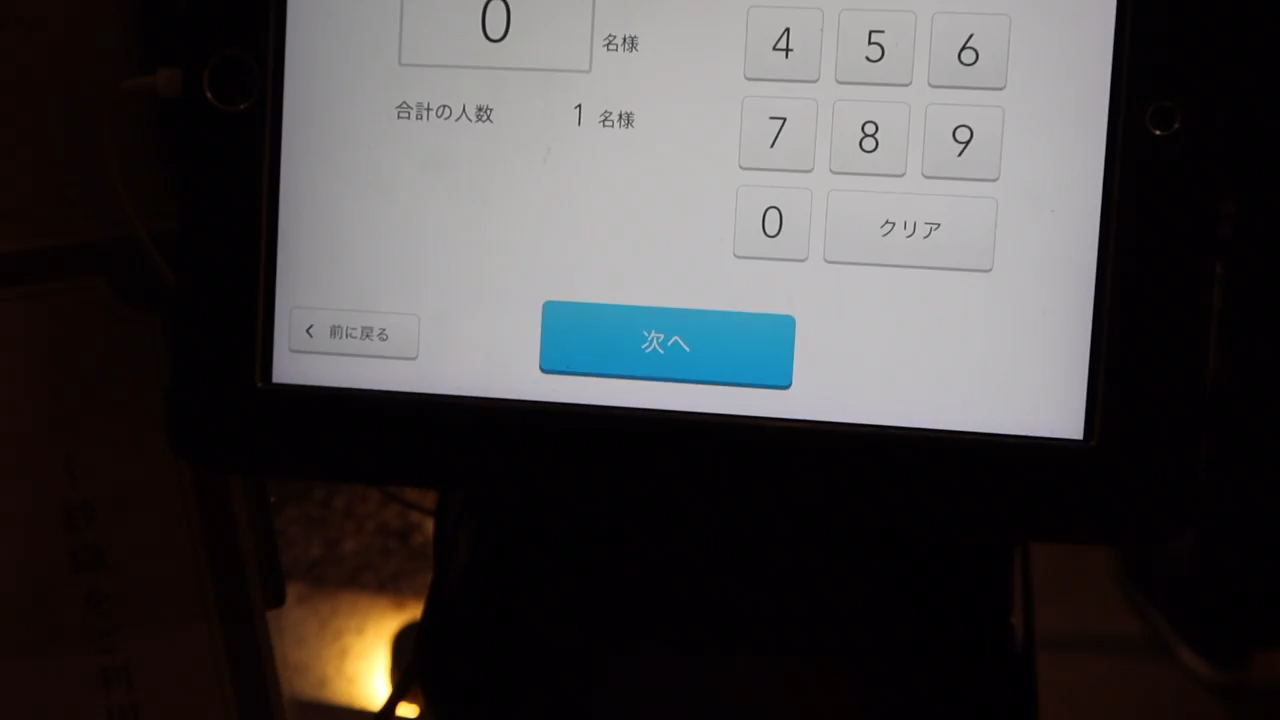 0 名様
合計の人数 1 名様
4 5 6
7 8 9
0 クリア
前に戻る
次へ